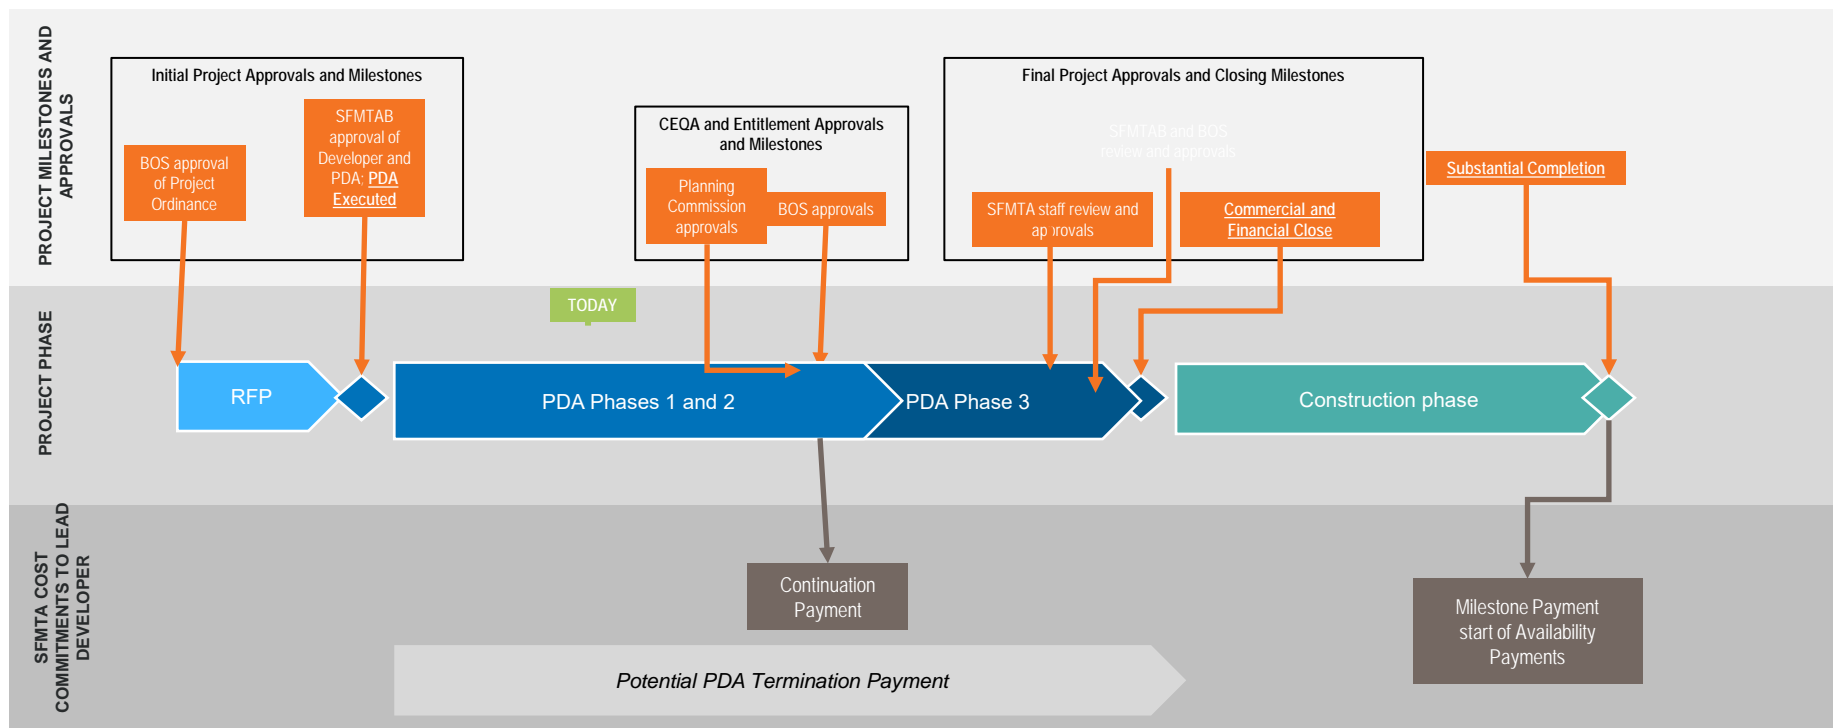 PROJECT MILESTONES AND
APPROVALS
Initial Project Approvals and Milestones
BOS approval
of Project
Ordinance
SFMTAB
approval of
Developer and
PDA; PDA
Executed
CEQA and Entitlement Approvals
and Milestones
Planning
Commission
approvals
BOS approvals
Final Project Approvals and Closing Milestones
SFMTAB and BOS
review and approvals
SFMTA staff review and
approvals
Commercial and
Financial Close
Substantial Completion
PROJECT PHASE
TODAY
RFP
PDA Phases 1 and 2
PDA Phase 3
Construction phase
SFMTA COST
COMMITMENTS TO LEAD
DEVELOPER
Continuation
Payment
Milestone Payment
start of Availability
Payments
Potential PDA Termination Payment